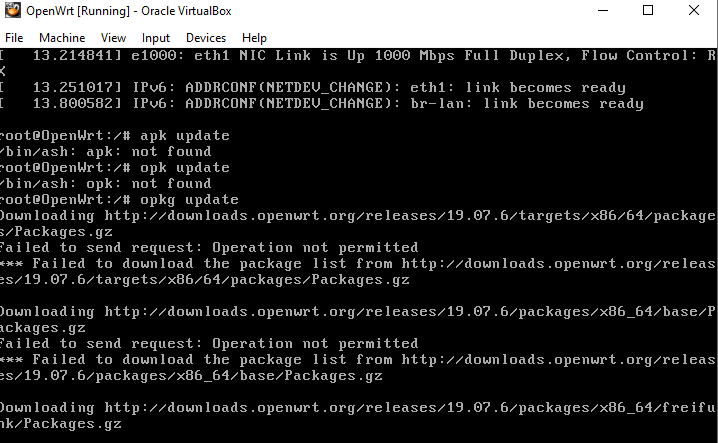 OpenWrt [Running] - Oracle VirtualBox
File Machine View Input Devices Help
[ 13.214841] e1000: eth1 NIC Link is Up 1000 Mbps Full Duplex, Flow Control: R
X
[ 13.251017] IPv6: ADDRCONF(NETDEV_CHANGE): eth1: link becomes ready
[ 13.800582] IPv6: ADDRCONF(NETDEV_CHANGE): br-lan: link becomes ready
root@OpenWrt:/# apk update
/bin/ash: apk: not found
root@OpenWrt:/# opk update
/bin/ash: opk: not found
root@OpenWrt:/# opkg update
Downloading http://downloads.openwrt.org/releases/19.07.6/targets/x86/64/package
s/Packages.gz
Failed to send request: Operation not permitted
*** Failed to download the package list from http://downloads.openwrt.org/releas
es/19.07.6/targets/x86/64/packages/Packages.gz
Downloading http://downloads.openwrt.org/releases/19.07.6/packages/x86_64/base/P
ackages.gz
Failed to send request: Operation not permitted
*** Failed to download the package list from http://downloads.openwrt.org/releas
es/19.07.6/packages/x86_64/base/Packages.gz
Downloading http://downloads.openwrt.org/releases/19.07.6/packages/x86_64/freifu
nk/Packages.gz